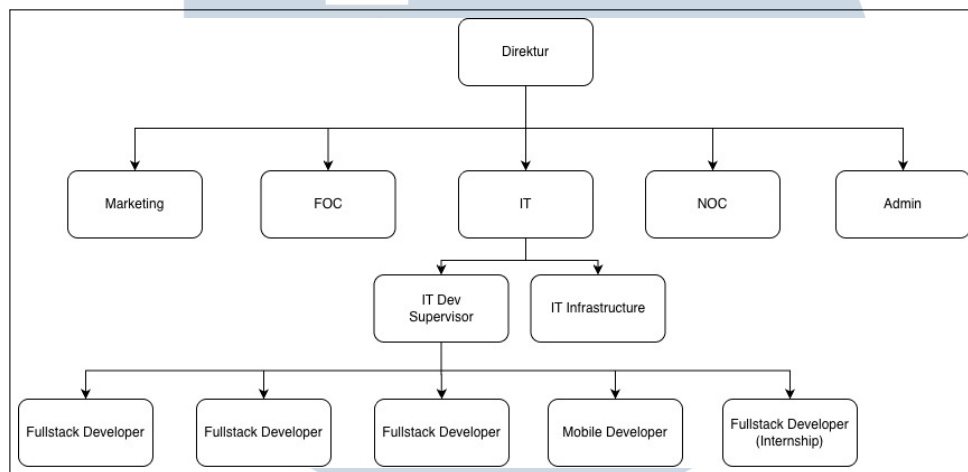 Direktur
Marketing
FOC
IT
NOC
Admin
IT Dev
Supervisor
IT Infrastructure
Fullstack Developer
Fullstack Developer
Fullstack Developer
Mobile Developer
Fullstack Developer
(Internship)